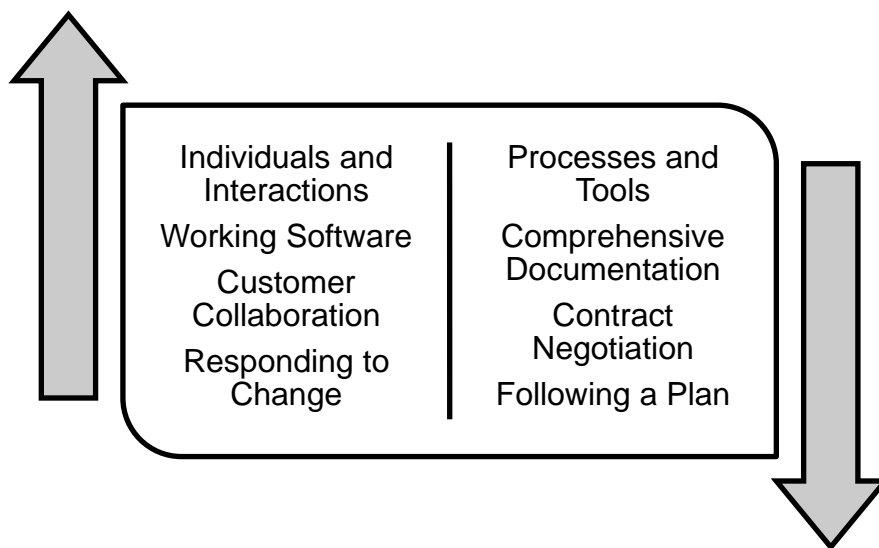 Individuals and
Interactions
Working Software
Customer
Collaboration
Responding to
Change
Processes and
Tools
Comprehensive
Documentation
Contract
Negotiation
Following a Plan